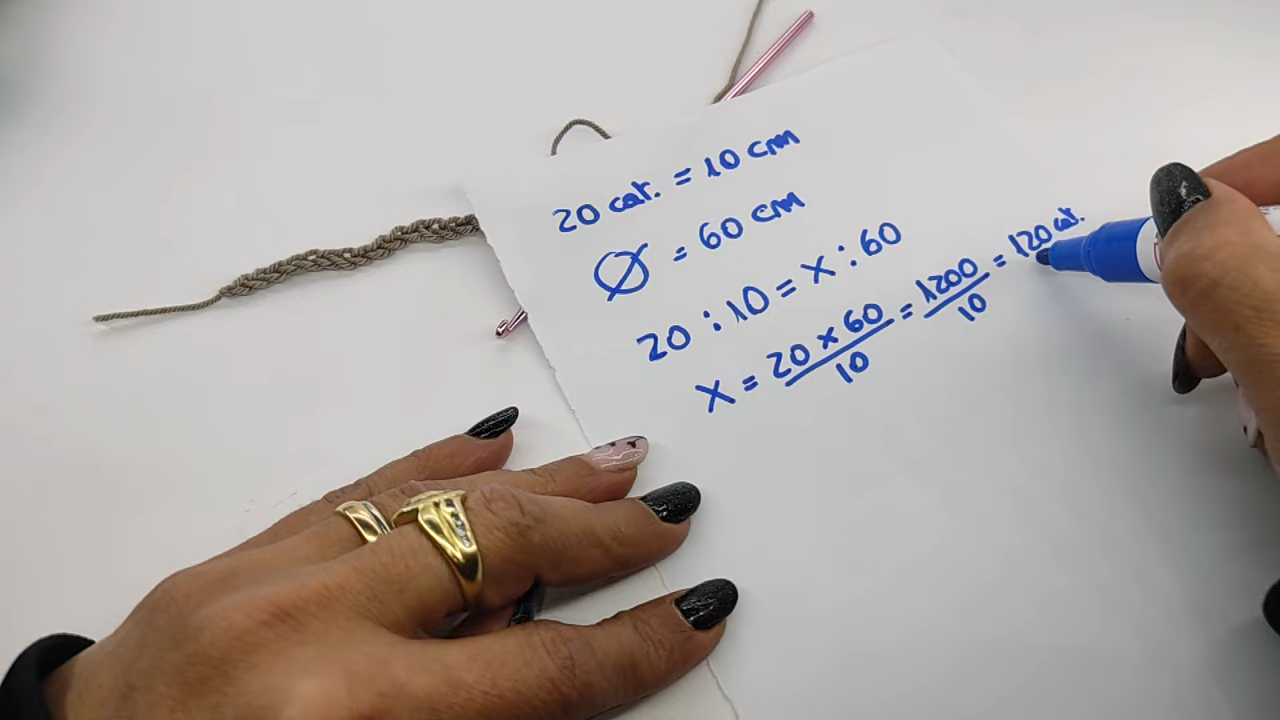 20 cat. = 10 cm
Ø = 60 cm
20 : 10 = X : 60
X = 20 x 60 / 10 = 1200 / 10 = 120 cat.